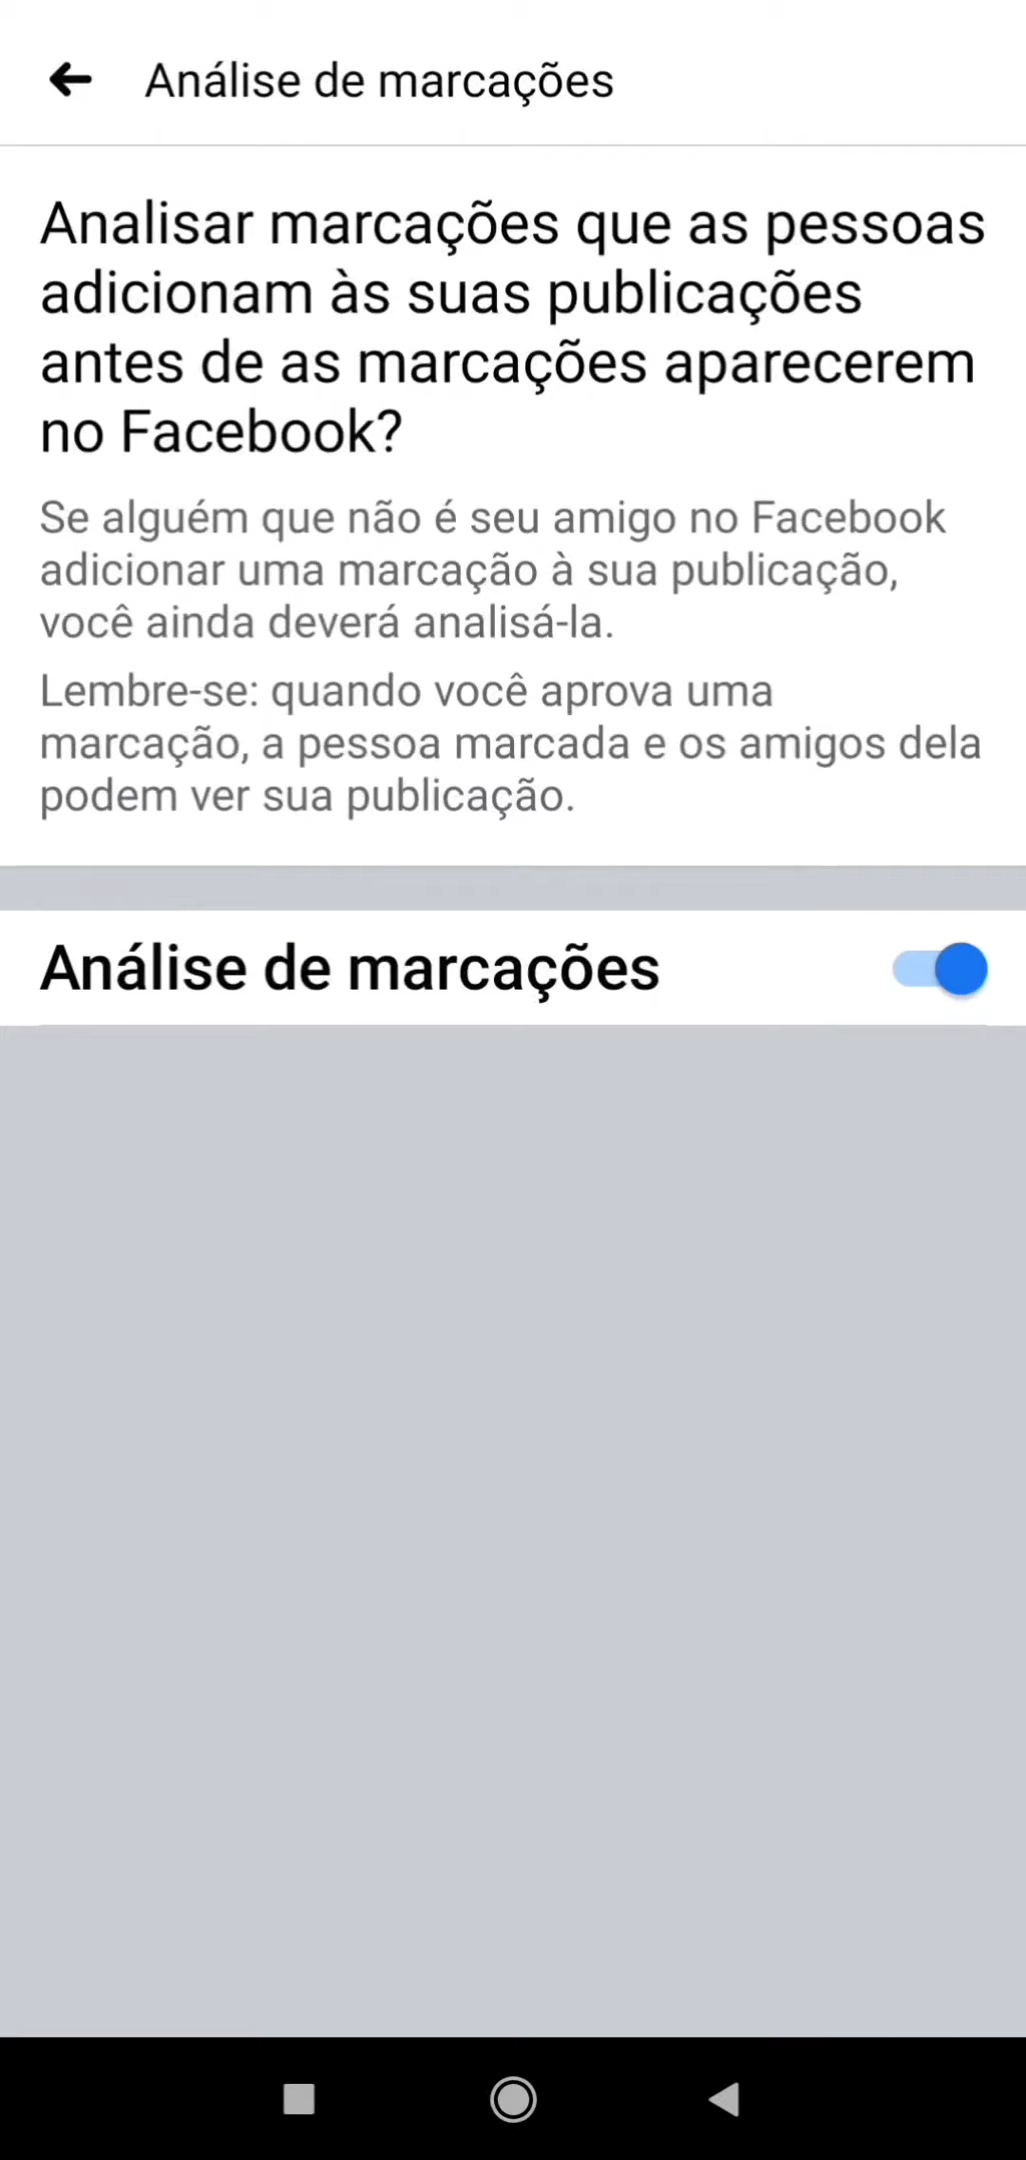 Análise de marcações
Analisar marcações que as pessoas
adicionam às suas publicações
antes de as marcações aparecerem
no Facebook?
Se alguém que não é seu amigo no Facebook
adicionar uma marcação à sua publicação,
você ainda deverá analisá-la.
Lembre-se: quando você aprova uma
marcação, a pessoa marcada e os amigos dela
podem ver sua publicação.
Análise de marcações